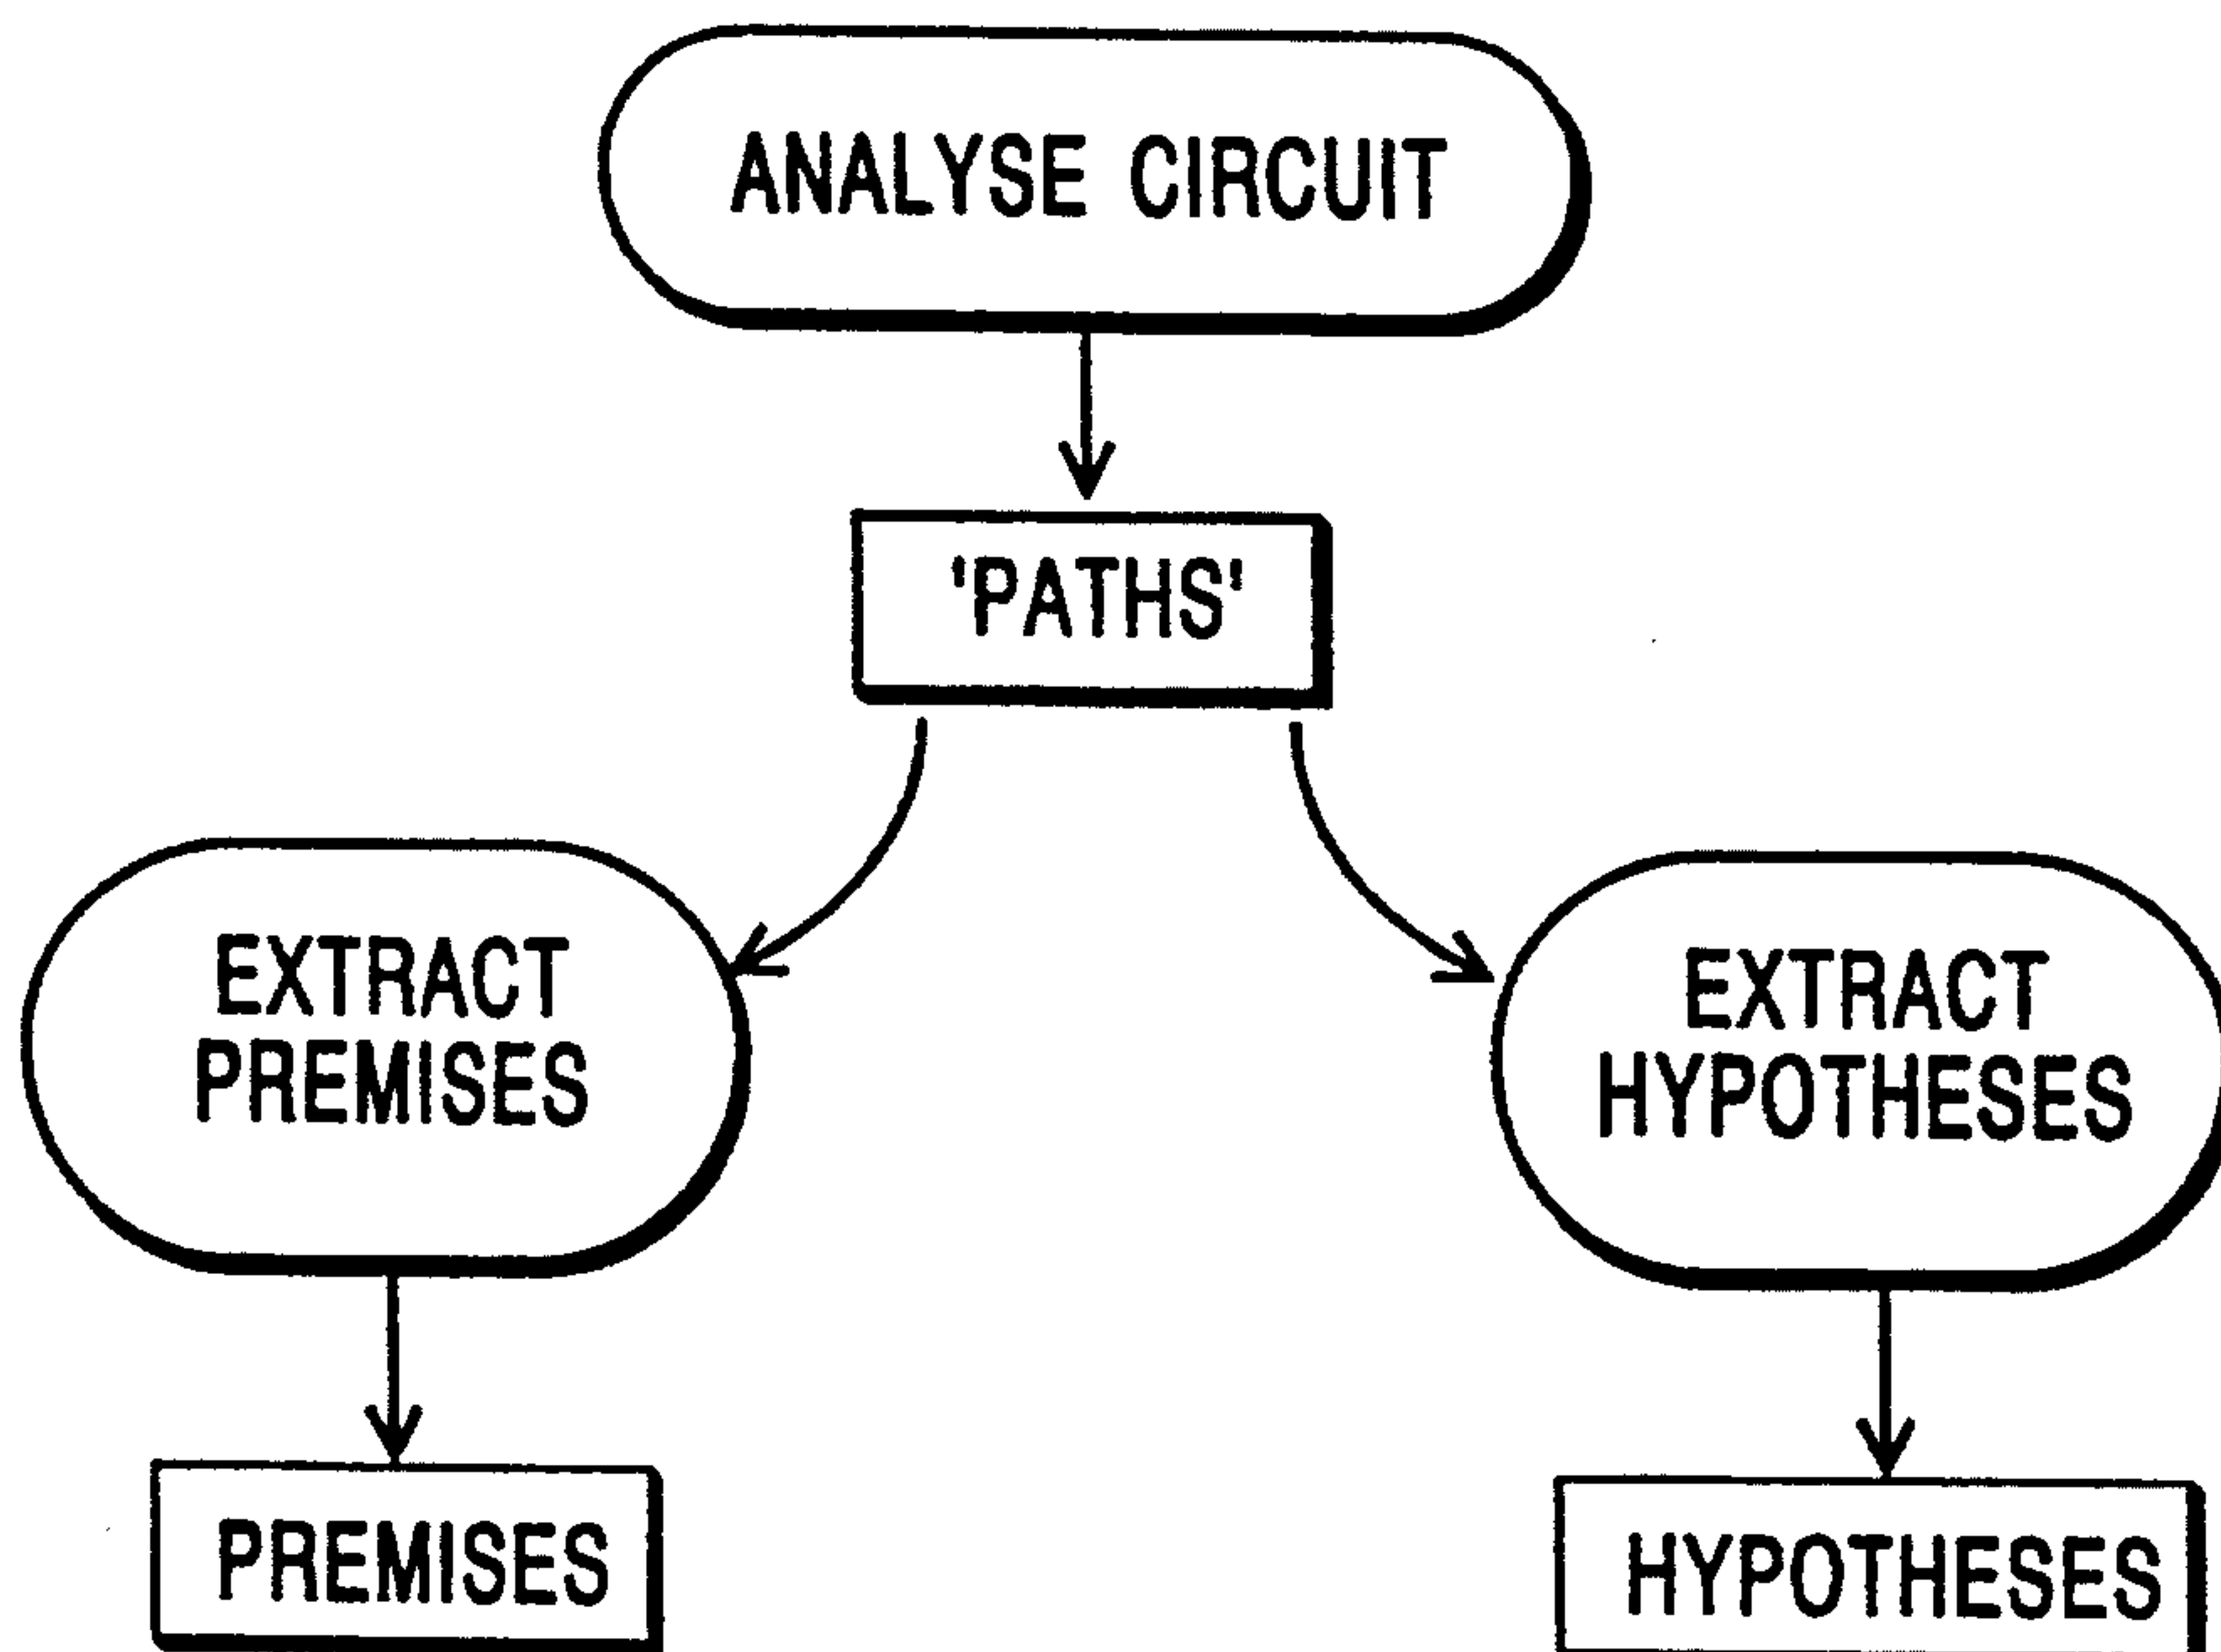 ANALYSE CIRCUIT
'PATHS'
EXTRACT
PREMISES
EXTRACT
HYPOTHESES
PREMISES
HYPOTHESES